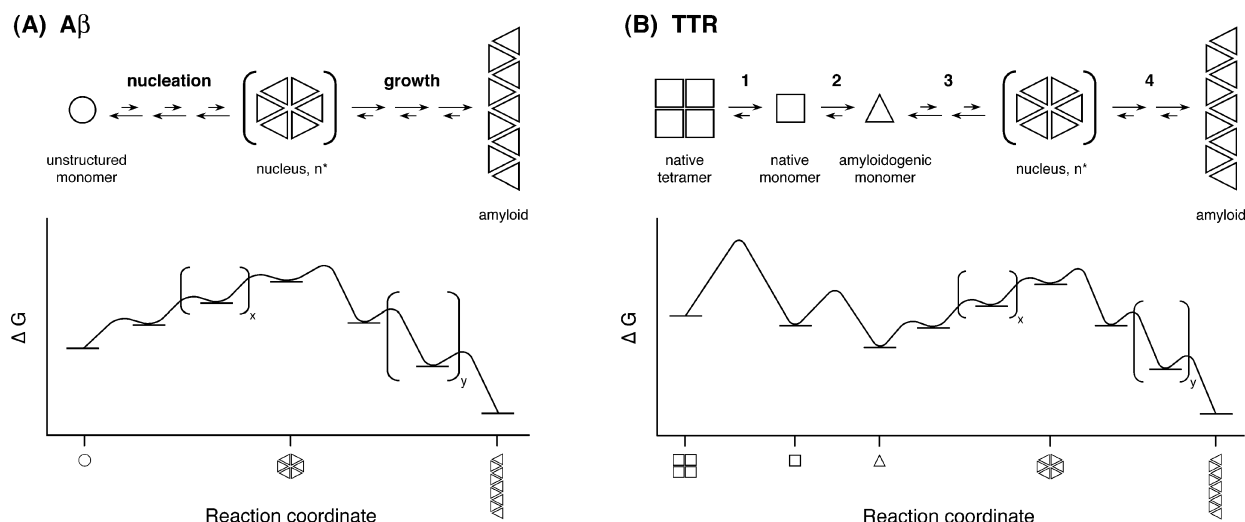 (A) Aβ
nucleation
growth
unstructured
monomer
nucleus, n*
amyloid
Δ G
x
y
Reaction coordinate
(B) TTR
1
2
3
4
native
tetramer
native
monomer
amyloidogenic
monomer
nucleus, n*
amyloid
Δ G
x
y
Reaction coordinate